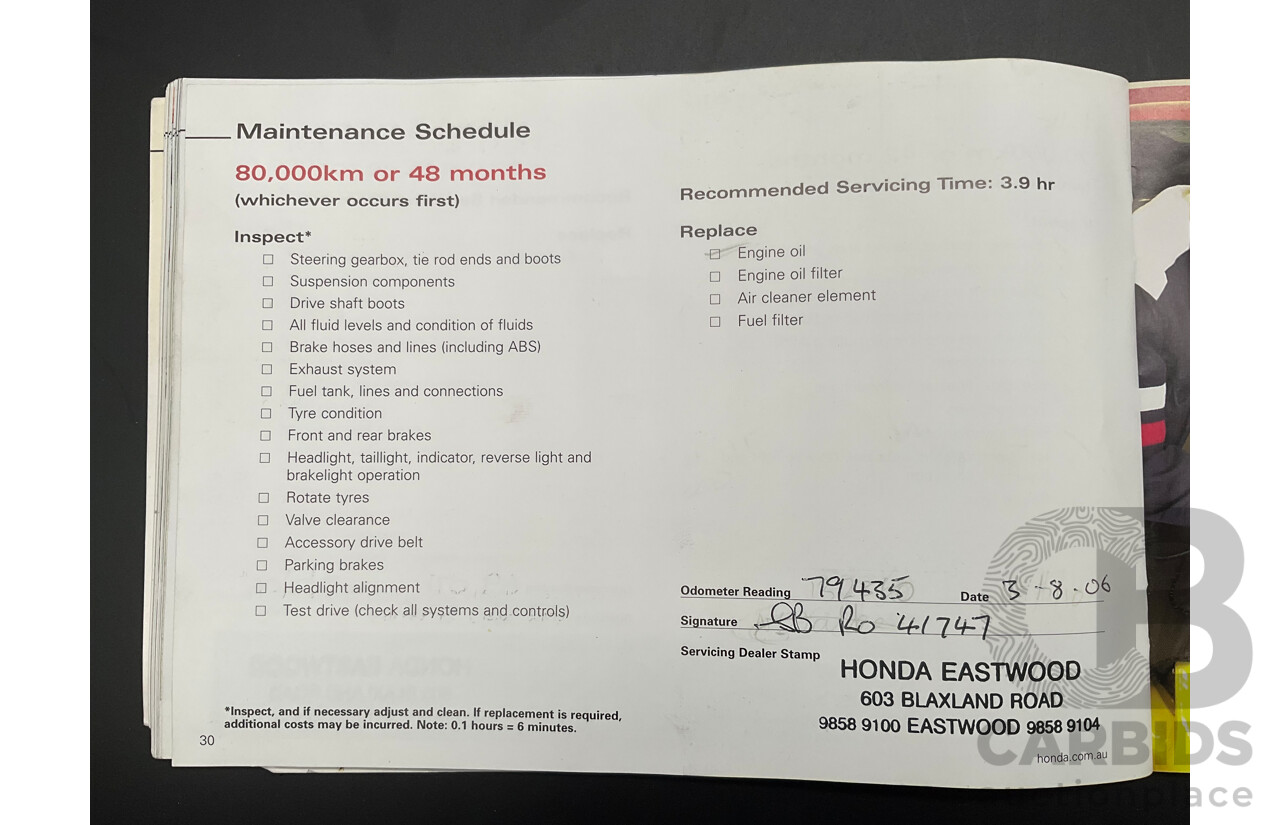 Maintenance Schedule
80,000km or 48 months
(whichever occurs first)
Inspect*
Steering gearbox, tie rod ends and boots
Suspension components
Drive shaft boots
All fluid levels and condition of fluids
Brake hoses and lines (including ABS)
Exhaust system
Fuel tank, lines and connections
Tyre condition
Front and rear brakes
Headlight, taillight, indicator, reverse light and
brakelight operation
Rotate tyres
Valve clearance
Accessory drive belt
Parking brakes
Headlight alignment
Test drive (check all systems and controls)
*Inspect, and if necessary adjust and clean. If replacement is required,
additional costs may be incurred. Note: 0.1 hours = 6 minutes.
30
Recommended Servicing Time: 3.9 hr
Replace
Engine oil
Engine oil filter
Air cleaner element
Fuel filter
Odometer Reading 79435 Date 3-8-06
Signature Ro 41747
Servicing Dealer Stamp
HONDA EASTWOOD
603 BLAXLAND ROAD
9858 9100 EASTWOOD 9858 9104
honda.com.au
CARBIDS
auctionplace